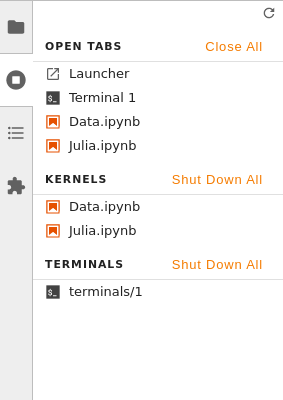 OPEN TABS Close All
Launcher
Terminal 1
Data.ipynb
Julia.ipynb
KERNELS Shut Down All
Data.ipynb
Julia.ipynb
TERMINALS Shut Down All
terminals/1